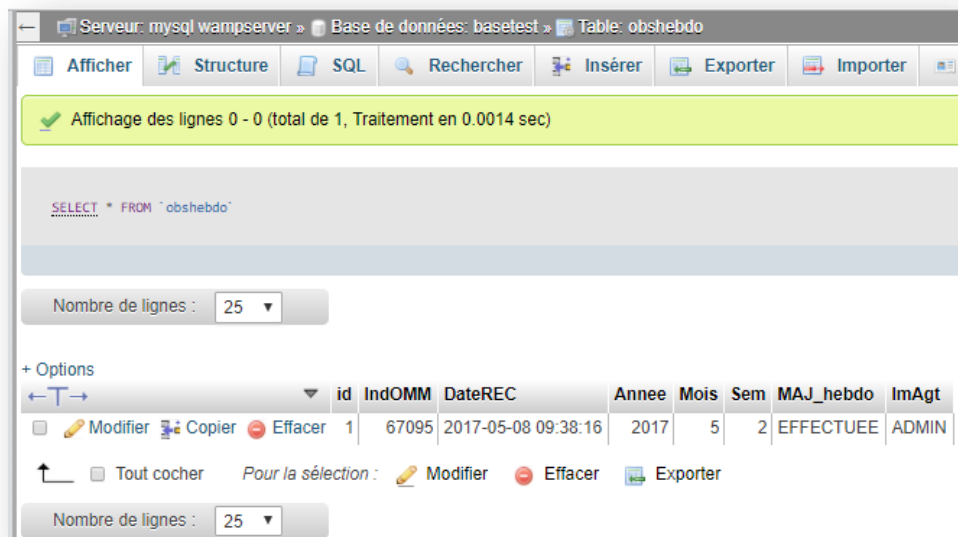 ← Serveur: mysql wampserver » Base de données: basetest » Table: obshebdo
Afficher Structure SQL Rechercher Insérer Exporter Importer
Affichage des lignes 0 - 0 (total de 1, Traitement en 0.0014 sec)
SELECT * FROM `obshebdo`
Nombre de lignes : 25 ▼
+ Options
←T→ ▼ id IndOMM DateREC Annee Mois Sem MAJ_hebdo ImAgt
Modifier Copier Effacer 1 67095 2017-05-08 09:38:16 2017 5 2 EFFECTUEE ADMIN
Tout cocher Pour la sélection : Modifier Effacer Exporter
Nombre de lignes : 25 ▼